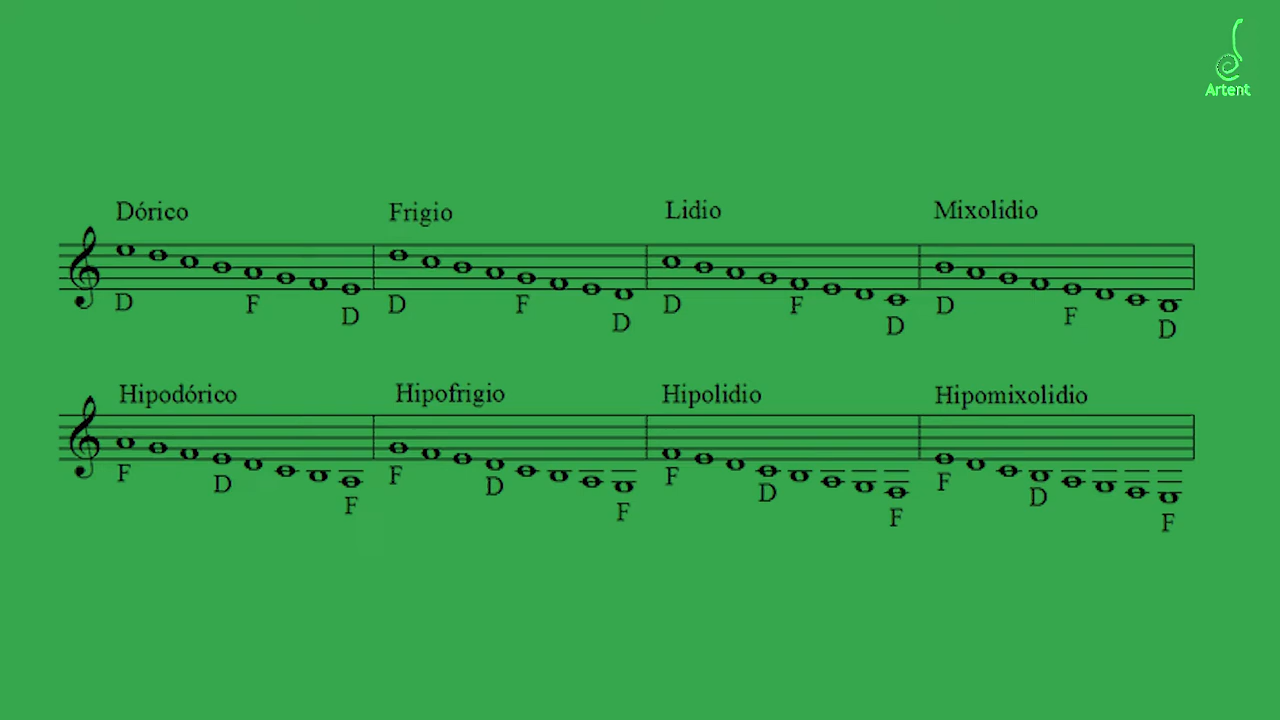 Artent
Dórico Frigio Lidio Mixolidio
D F D D F D D F D D F D
Hipodórico Hipofrigio Hipolidio Hipomixolidio
F D F F D F F D F F D F